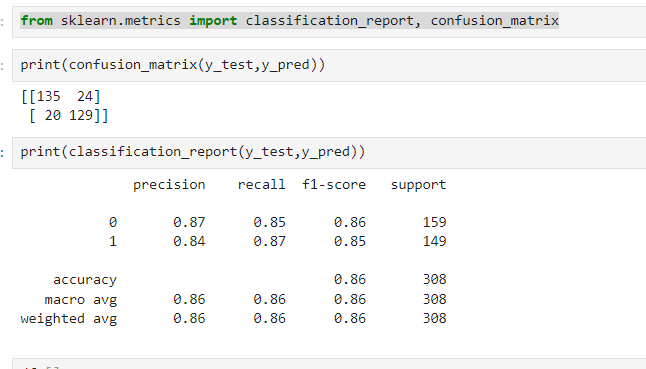 from sklearn.metrics import classification_report, confusion_matrix
print(confusion_matrix(y_test,y_pred))
[[135  24]
 [ 20 129]]
print(classification_report(y_test,y_pred))
precision    recall  f1-score   support
0       0.87      0.85      0.86       159
1       0.84      0.87      0.85       149
accuracy                           0.86       308
macro avg       0.86      0.86      0.86       308
weighted avg       0.86      0.86      0.86       308